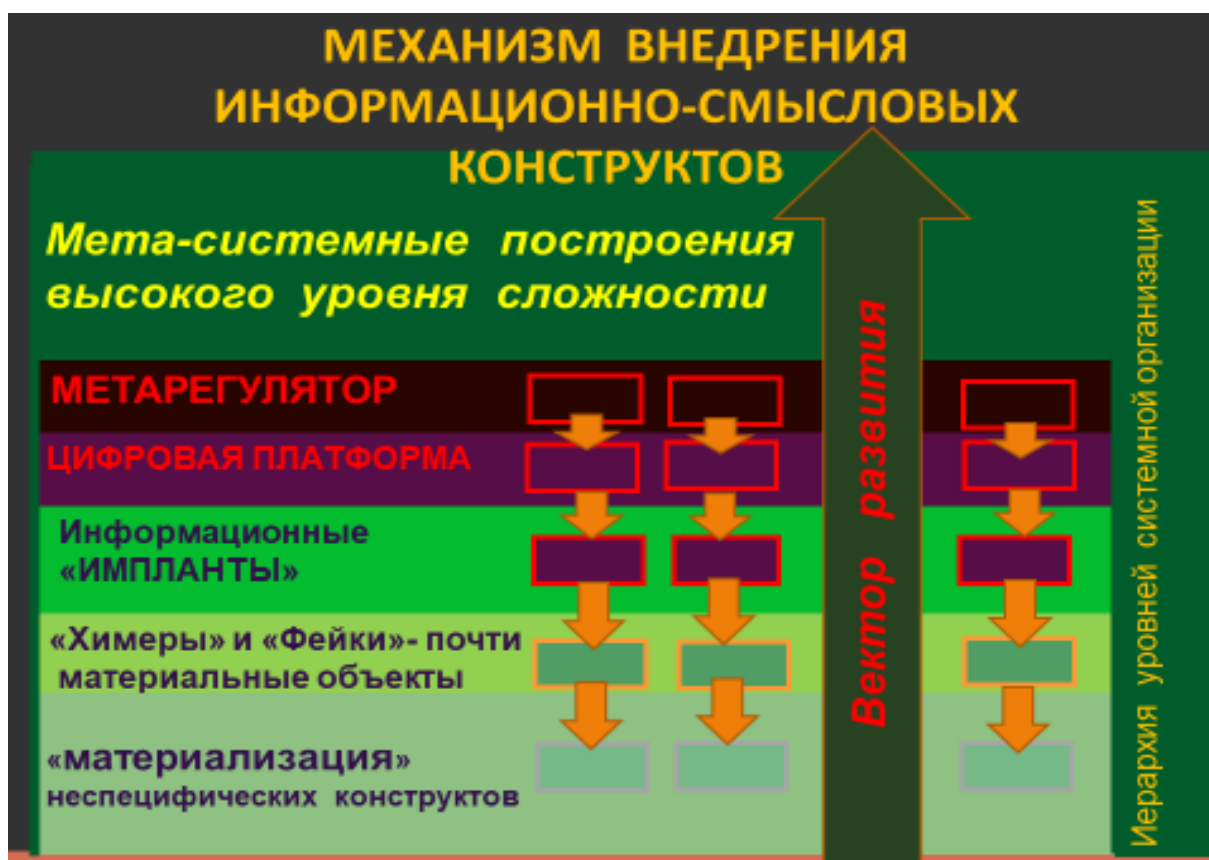 МЕХАНИЗМ ВНЕДРЕНИЯ
ИНФОРМАЦИОННО-СМЫСЛОВЫХ
КОНСТРУКТОВ
Мета-системные построения
высокого уровня сложности
МЕТАРЕГУЛЯТОР
ЦИФРОВАЯ ПЛАТФОРМА
Информационные
«ИМПЛАНТЫ»
«Химеры» и «Фейки»- почти
материальные объекты
«материализация»
неспецифических конструктов
Вектор развития
Иерархия уровней системной организации